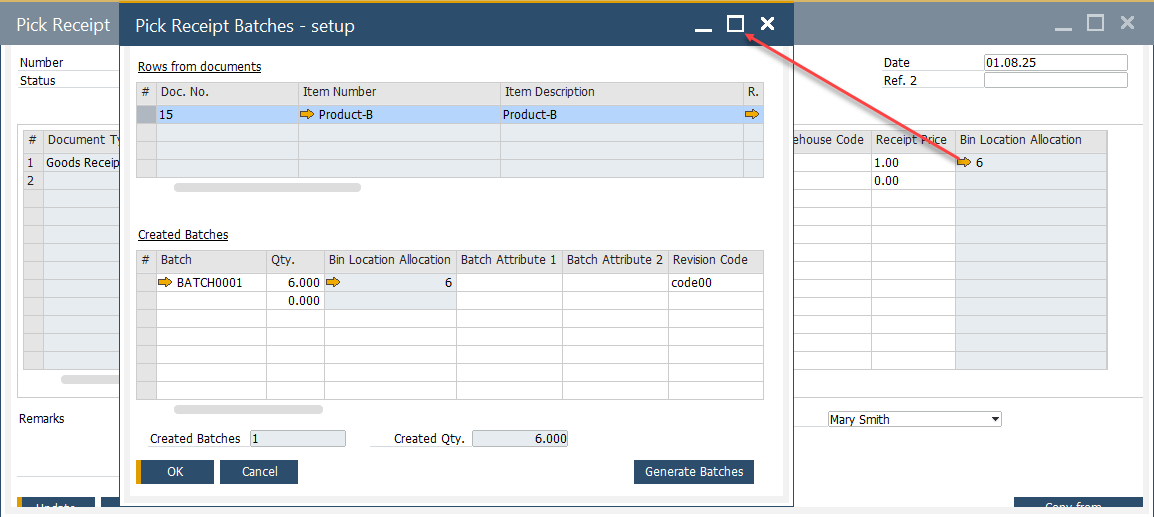 Pick Receipt
Pick Receipt Batches - setup
Number
Status
Date 01.08.25
Ref. 2
Rows from documents
# Doc. No. Item Number Item Description R.
15 Product-B Product-B
# Document Ty
1 Goods Receip
2
ehouse Code Receipt Price Bin Location Allocation
1.00 6
0.00
Created Batches
# Batch Qty. Bin Location Allocation Batch Attribute 1 Batch Attribute 2 Revision Code
BATCH0001 6.000 6 code00
0.000
Remarks
Mary Smith
Created Batches 1 Created Qty. 6.000
OK Cancel Generate Batches
Update
Copy from